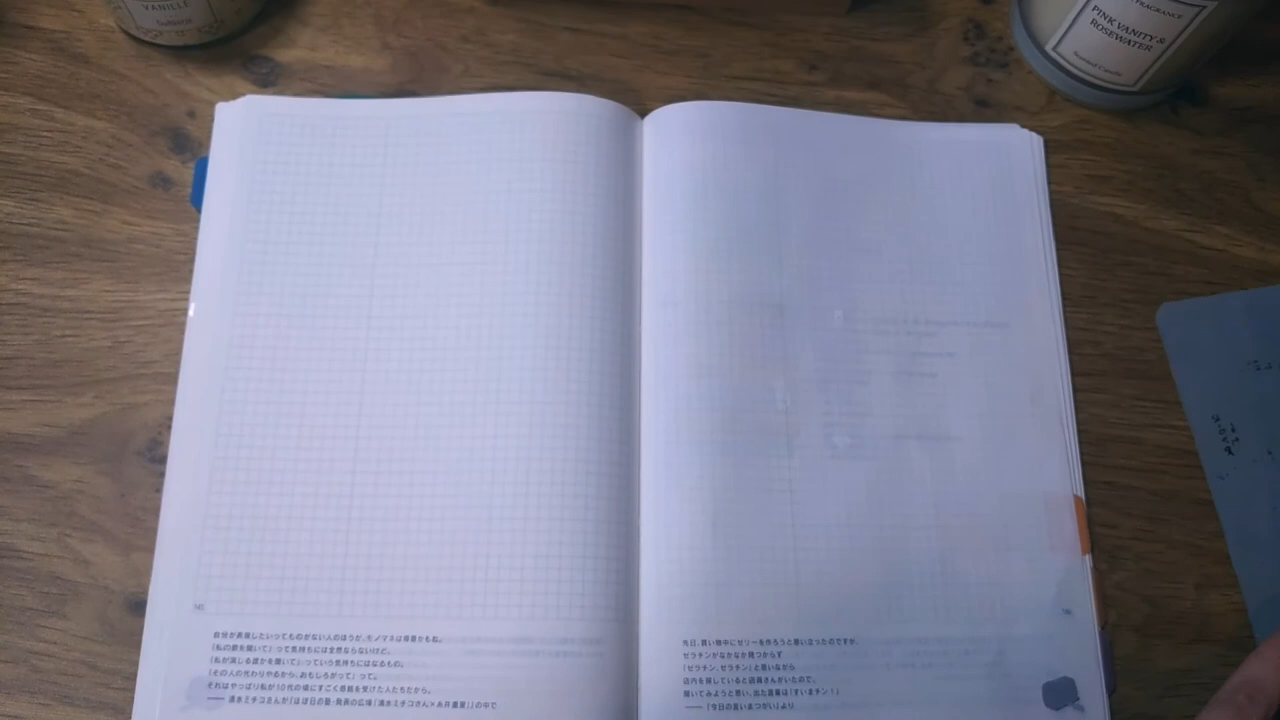 VANILLE
FRAGRANCE
PINK VANITY &
ROSEWATER
Scented Candle
145
自分が表現したいってものがない人のほうが、モノマネは得意かもね。
「私の歌を聞いて」って気持ちには全然ならないけど、
「私が演じる誰かを聞いて」っていう気持ちにはなるもの。
「その人の代わりやるから、おもしろがって」って。
それはやっぱり私が10代の頃にすごく感銘を受けた人たちだから。
—— 清水ミチコさんが『ほぼ日の塾・発表の広場「清水ミチコさん×糸井重里」』の中で
146
先日、買い物中にゼリーを作ろうと思い立ったのですが、
ゼラチンがなかなか見つからず
「ゼラチン、ゼラチン」と思いながら
店内を探していると店員さんがいたので、
聞いてみようと思い、出た言葉は「すいまチン！」
——『今日の言いまつがい』より